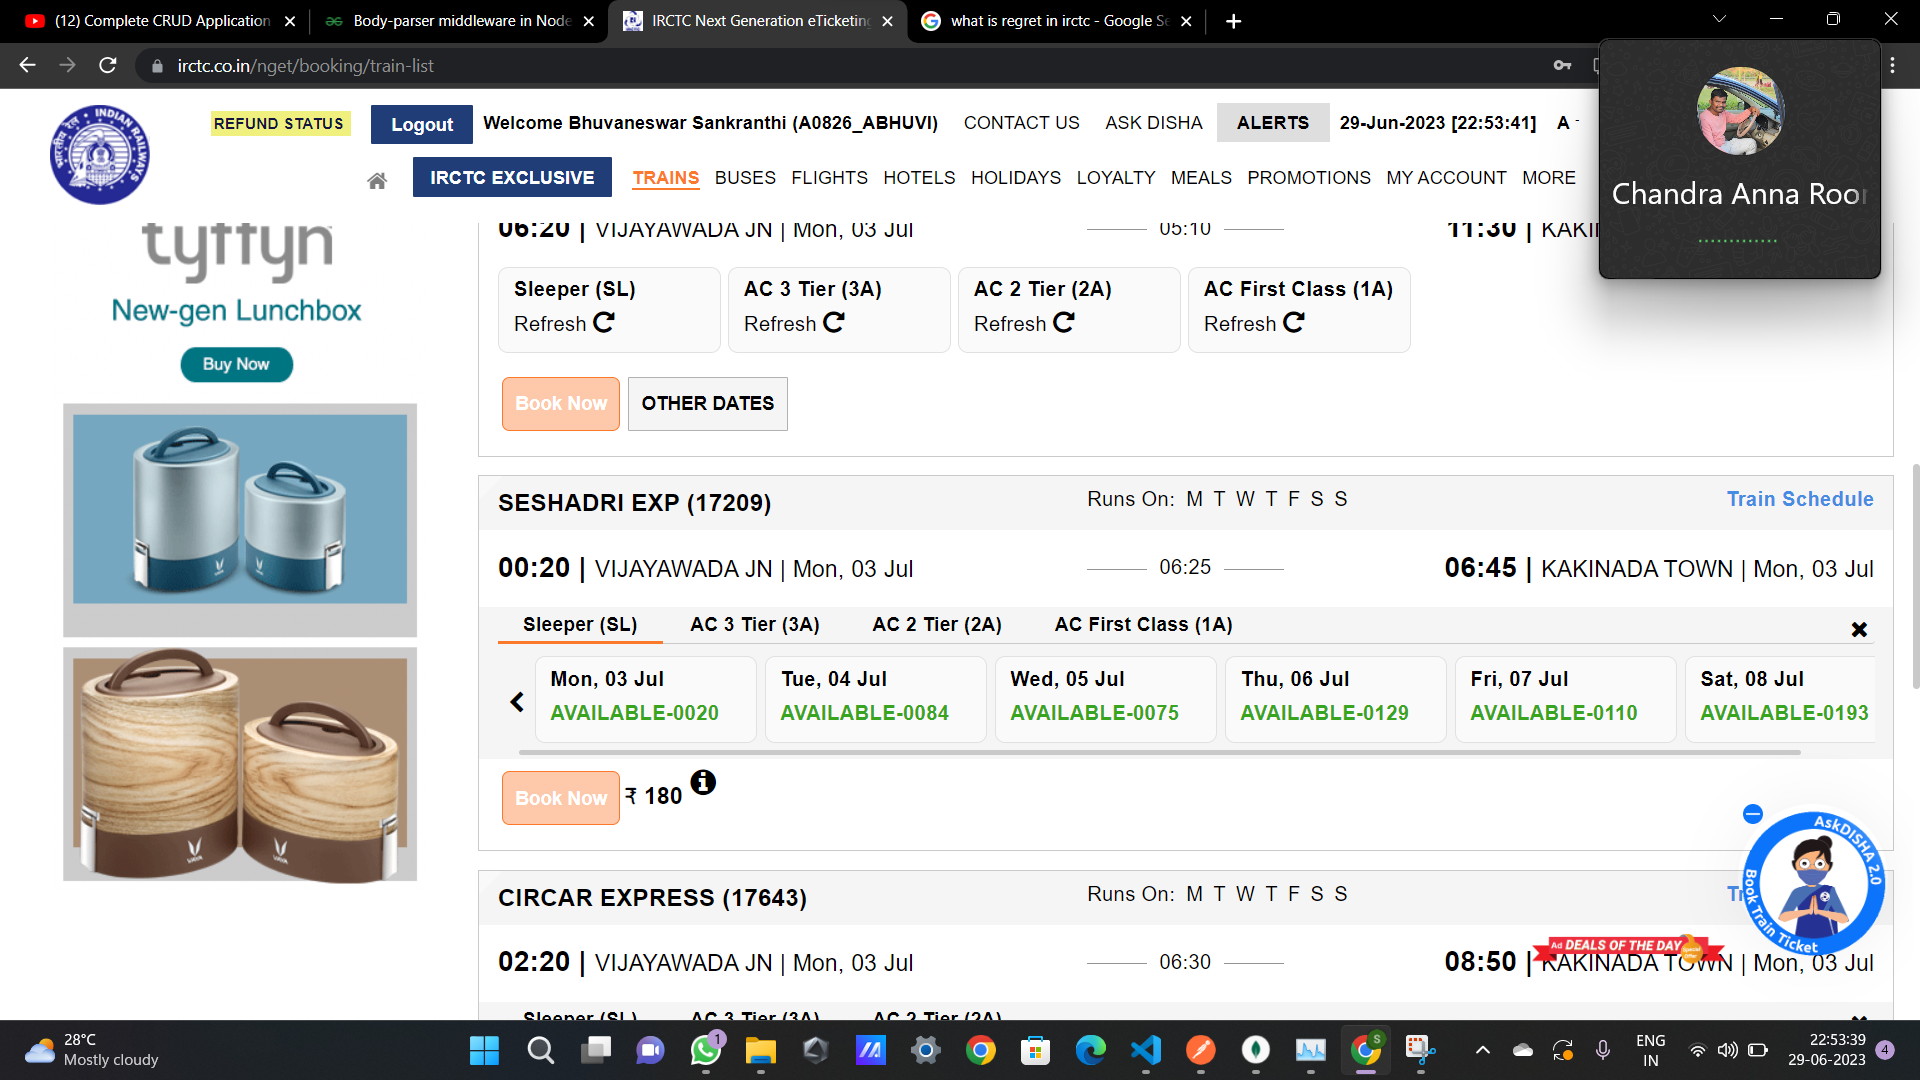 (12) Complete CRUD Application
Body-parser middleware in Node
IRCTC Next Generation eTicketing
what is regret in irctc - Google Se
irctc.co.in/nget/booking/train-list
INDIAN RAILWAYS
भारतीय रेल
REFUND STATUS
Logout
Welcome Bhuvaneswar Sankranthi (A0826_ABHUVI)
CONTACT US
ASK DISHA
ALERTS
29-Jun-2023 [22:53:41]
A -
IRCTC EXCLUSIVE
TRAINS
BUSES
FLIGHTS
HOTELS
HOLIDAYS
LOYALTY
MEALS
PROMOTIONS
MY ACCOUNT
MORE
Chandra Anna Roor
tyffyn
New-gen Lunchbox
Buy Now
VAYA
VAYA
06:20 | VIJAYAWADA JN | Mon, 03 Jul
05:10
11:30 | KAKI
Sleeper (SL)
Refresh
AC 3 Tier (3A)
Refresh
AC 2 Tier (2A)
Refresh
AC First Class (1A)
Refresh
Book Now
OTHER DATES
SESHADRI EXP (17209)
Runs On: M T W T F S S
Train Schedule
00:20 | VIJAYAWADA JN | Mon, 03 Jul
06:25
06:45 | KAKINADA TOWN | Mon, 03 Jul
Sleeper (SL)
AC 3 Tier (3A)
AC 2 Tier (2A)
AC First Class (1A)
Mon, 03 Jul
AVAILABLE-0020
Tue, 04 Jul
AVAILABLE-0084
Wed, 05 Jul
AVAILABLE-0075
Thu, 06 Jul
AVAILABLE-0129
Fri, 07 Jul
AVAILABLE-0110
Sat, 08 Jul
AVAILABLE-0193
Book Now
₹ 180
CIRCAR EXPRESS (17643)
Runs On: M T W T F S S
Tr
AskDISHA 2.0
Book Train Ticket
Ad DEALS OF THE DAY
02:20 | VIJAYAWADA JN | Mon, 03 Jul
06:30
08:50 | KAKINADA TOWN | Mon, 03 Jul
Sleeper (SL)
AC 3 Tier (3A)
AC 2 Tier (2A)
28°C
Mostly cloudy
1
S
ENG
IN
22:53:39
29-06-2023
4